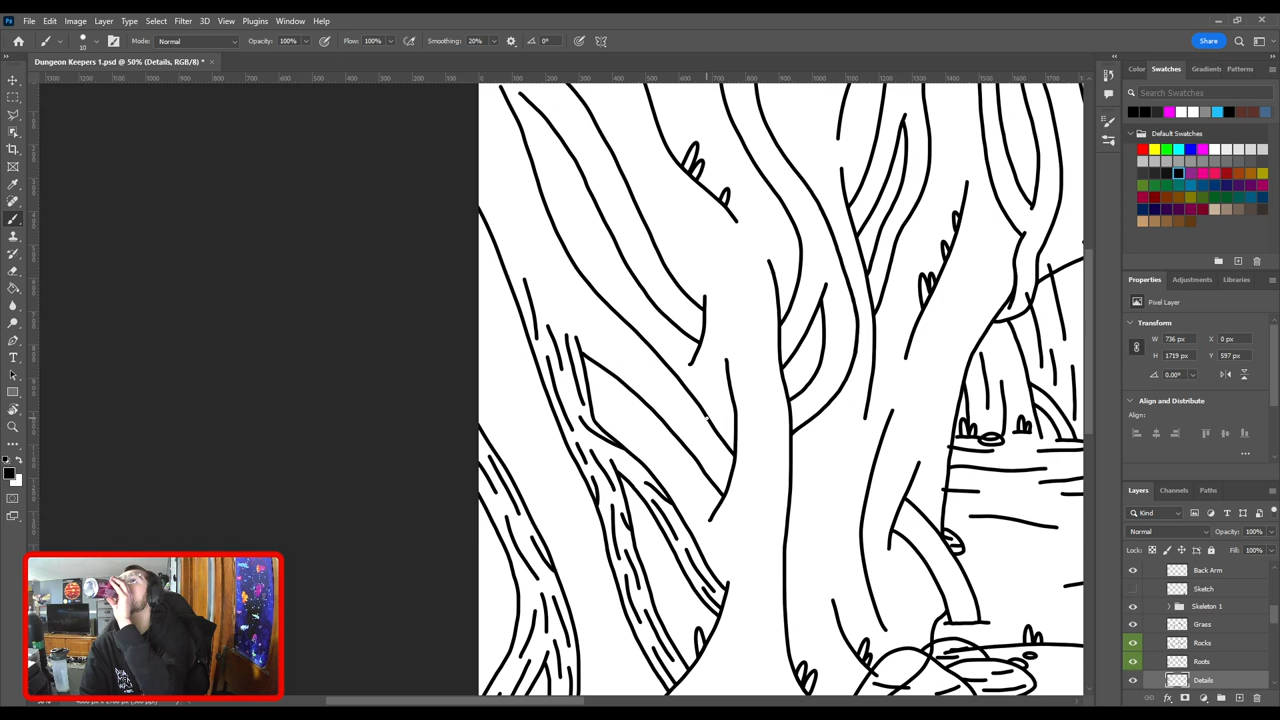 File Edit Image Layer Type Select Filter 3D View Plugins Window Help
10 Mode: Normal Opacity: 100% Flow: 100% Smoothing: 20% 0° Share
Dungeon Keepers 1.psd @ 50% (Details, RGB/8) *
Color Swatches Gradients Patterns
Search Swatches
Default Swatches
Properties Adjustments Libraries
Pixel Layer
Transform
W 736 px X 0 px
H 1719 px Y 597 px
0.00°
Align and Distribute
Align:
Layers Channels Paths
Kind
Normal Opacity: 100%
Lock: Fill: 100%
Back Arm
Sketch
Skeleton 1
Grass
Rocks
Roots
Details